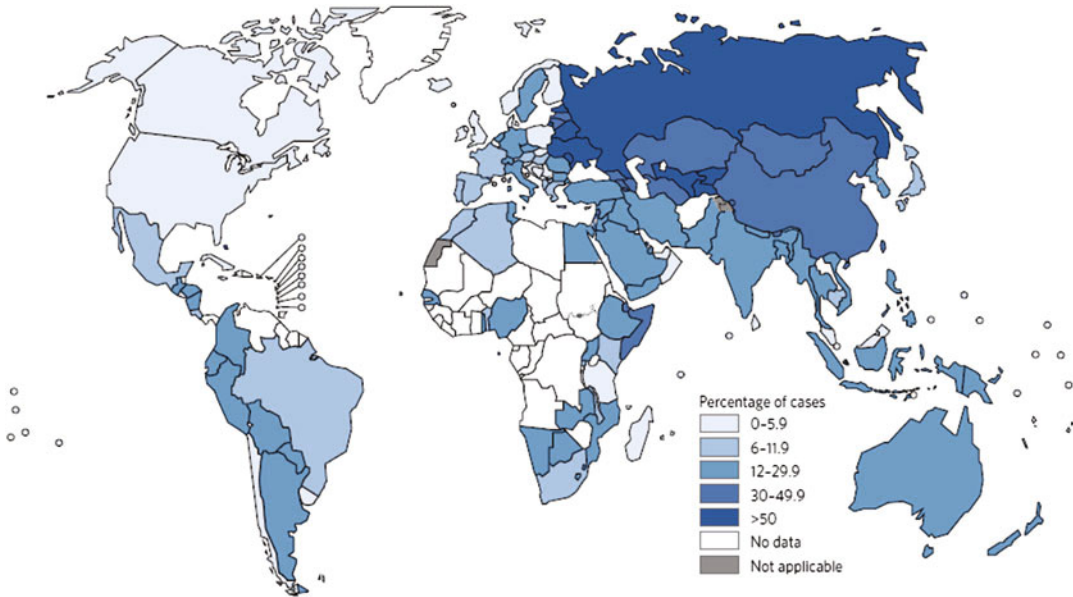 Percentage of cases
0–5.9
6–11.9
12–29.9
30–49.9
>50
No data
Not applicable